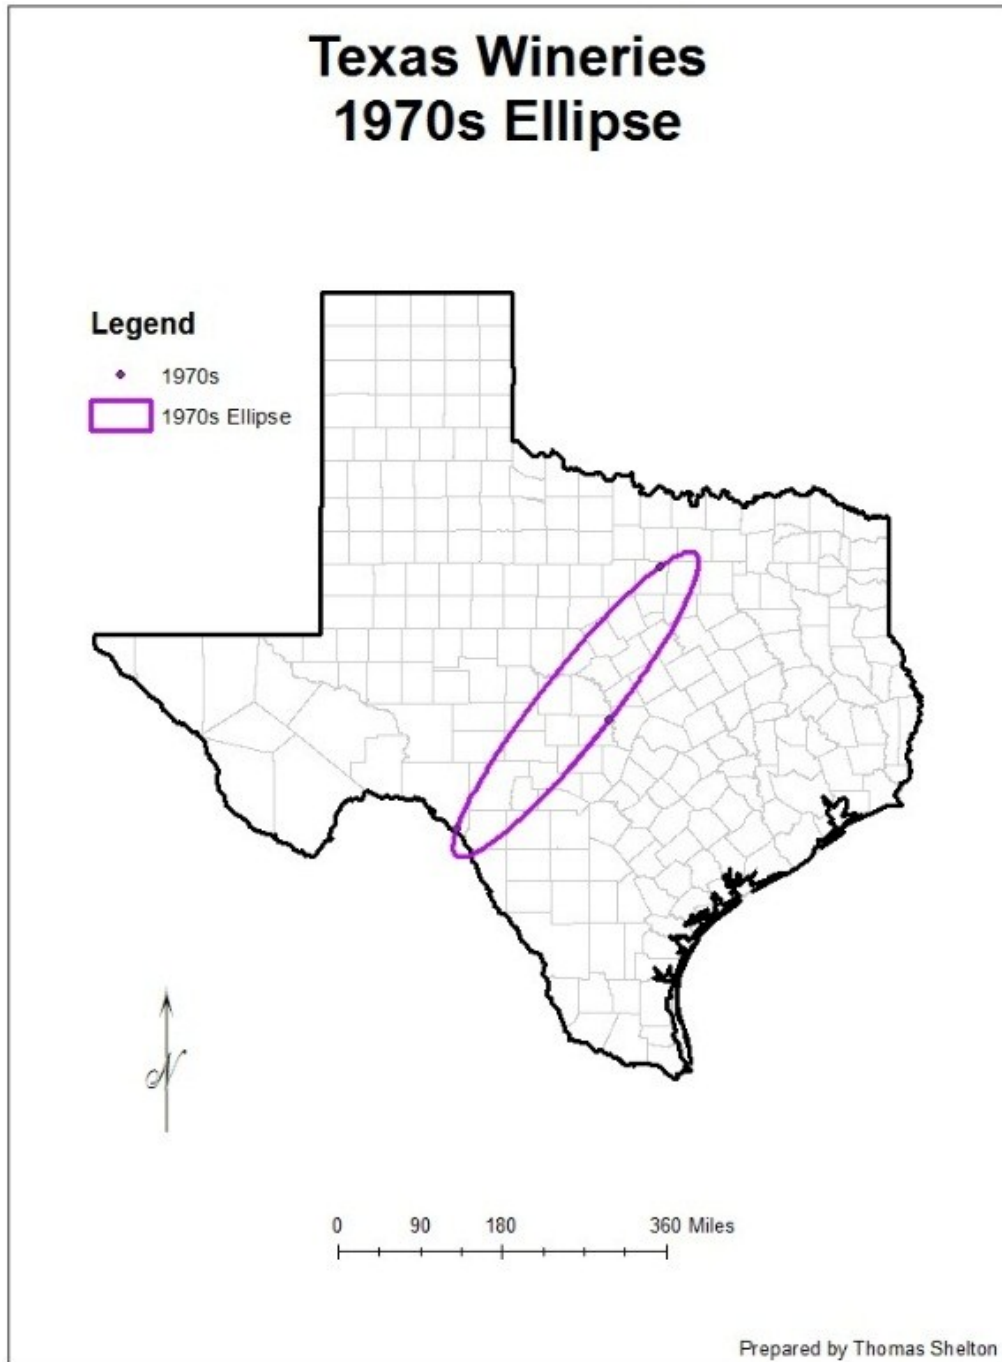 Texas Wineries
1970s Ellipse
Legend
1970s
1970s Ellipse
N
0 90 180 360 Miles
Prepared by Thomas Shelton